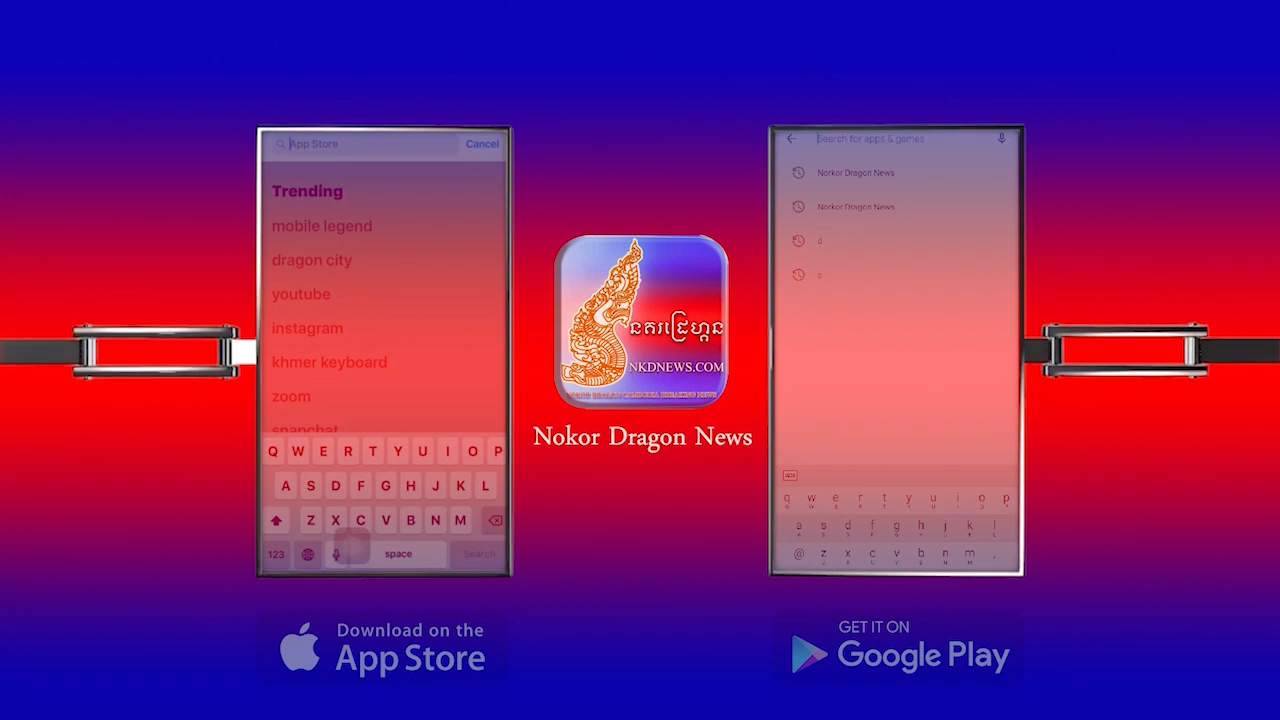 App Store
Cancel
Trending
mobile legend
dragon city
youtube
instagram
khmer keyboard
zoom
snapchat
Q W E R T Y U I O P
A S D F G H J K L
Z X C V B N M
123
space
Search
Download on the
App Store
នគរជ្រេហ្គន
NKDNEWS.COM
Nokor Dragon News
Search for apps & games
Norkor Dragon News
Norkor Dragon News
q w e r t y u i o p
a s d f g h j k l
@ z x c v b n m ,
GET IT ON
Google Play